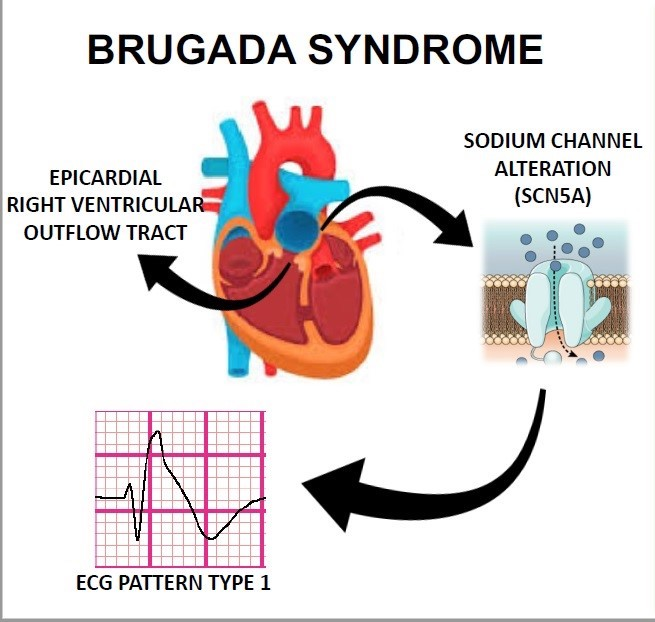 BRUGADA SYNDROME
EPICARDIAL
RIGHT VENTRICULAR
OUTFLOW TRACT
SODIUM CHANNEL
ALTERATION
(SCN5A)
ECG PATTERN TYPE 1